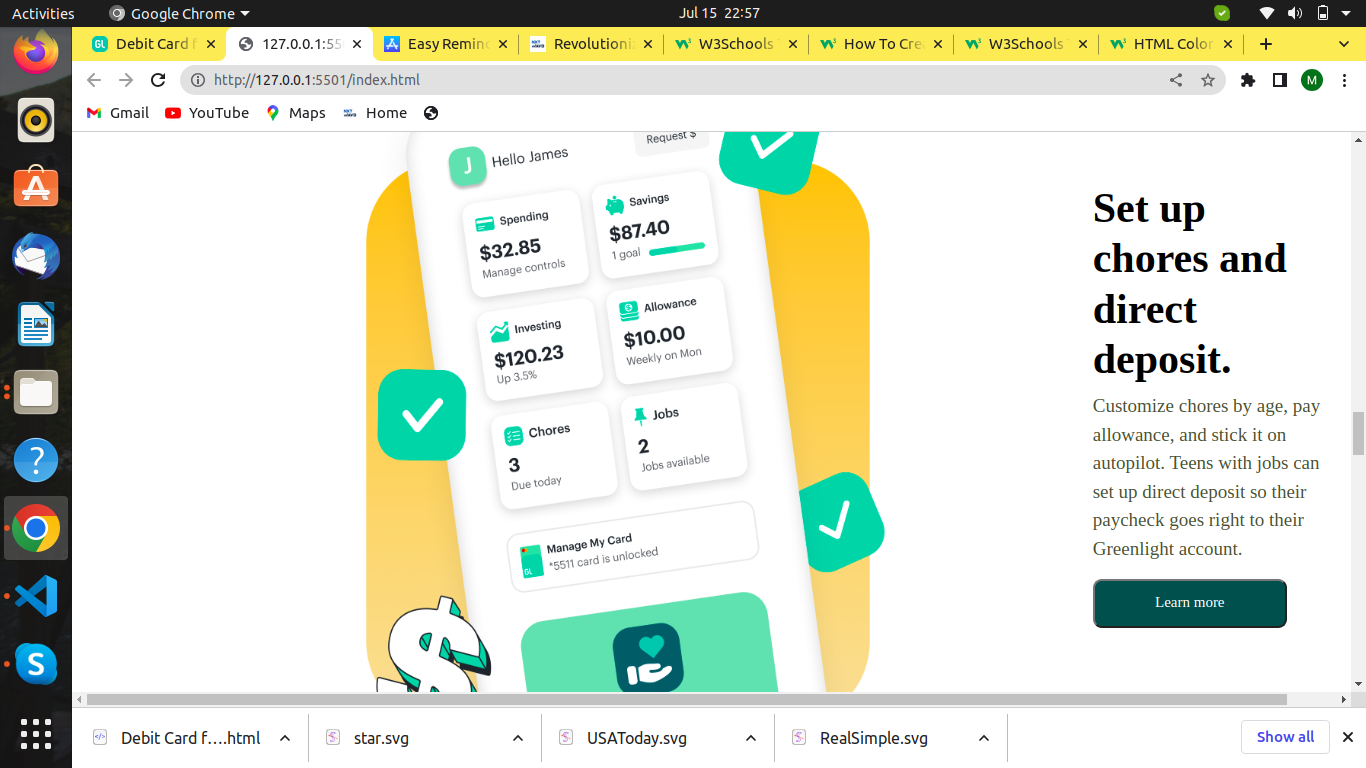 Activities
Google Chrome
Jul 15 22:57
Debit Card f
127.0.0.1:55
Easy Remin
Revolutioni
W3Schools
How To Cre
W3Schools
HTML Color
http://127.0.0.1:5501/index.html
M
Gmail
YouTube
Maps
Home
J
Hello James
Request $
Spending
$32.85
Manage controls
Savings
$87.40
1 goal
Investing
$120.23
Up 3.5%
Allowance
$10.00
Weekly on Mon
Chores
3
Due today
Jobs
2
Jobs available
GL
Manage My Card
*5511 card is unlocked
$
Set up
chores and
direct
deposit.
Customize chores by age, pay
allowance, and stick it on
autopilot. Teens with jobs can
set up direct deposit so their
paycheck goes right to their
Greenlight account.
Learn more
Debit Card f....html
star.svg
USAToday.svg
RealSimple.svg
Show all